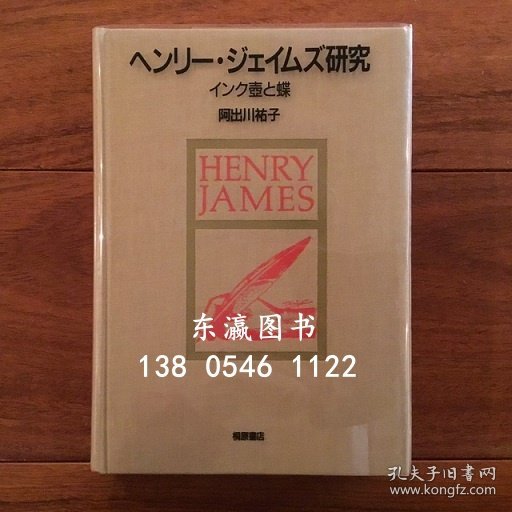 ヘンリー・ジェイムズ研究
インク壺と蝶
阿出川祐子
HENRY
JAMES
东瀛图书
138 0546 1122
桐原書店
孔夫子旧书网
www.kongfz.com